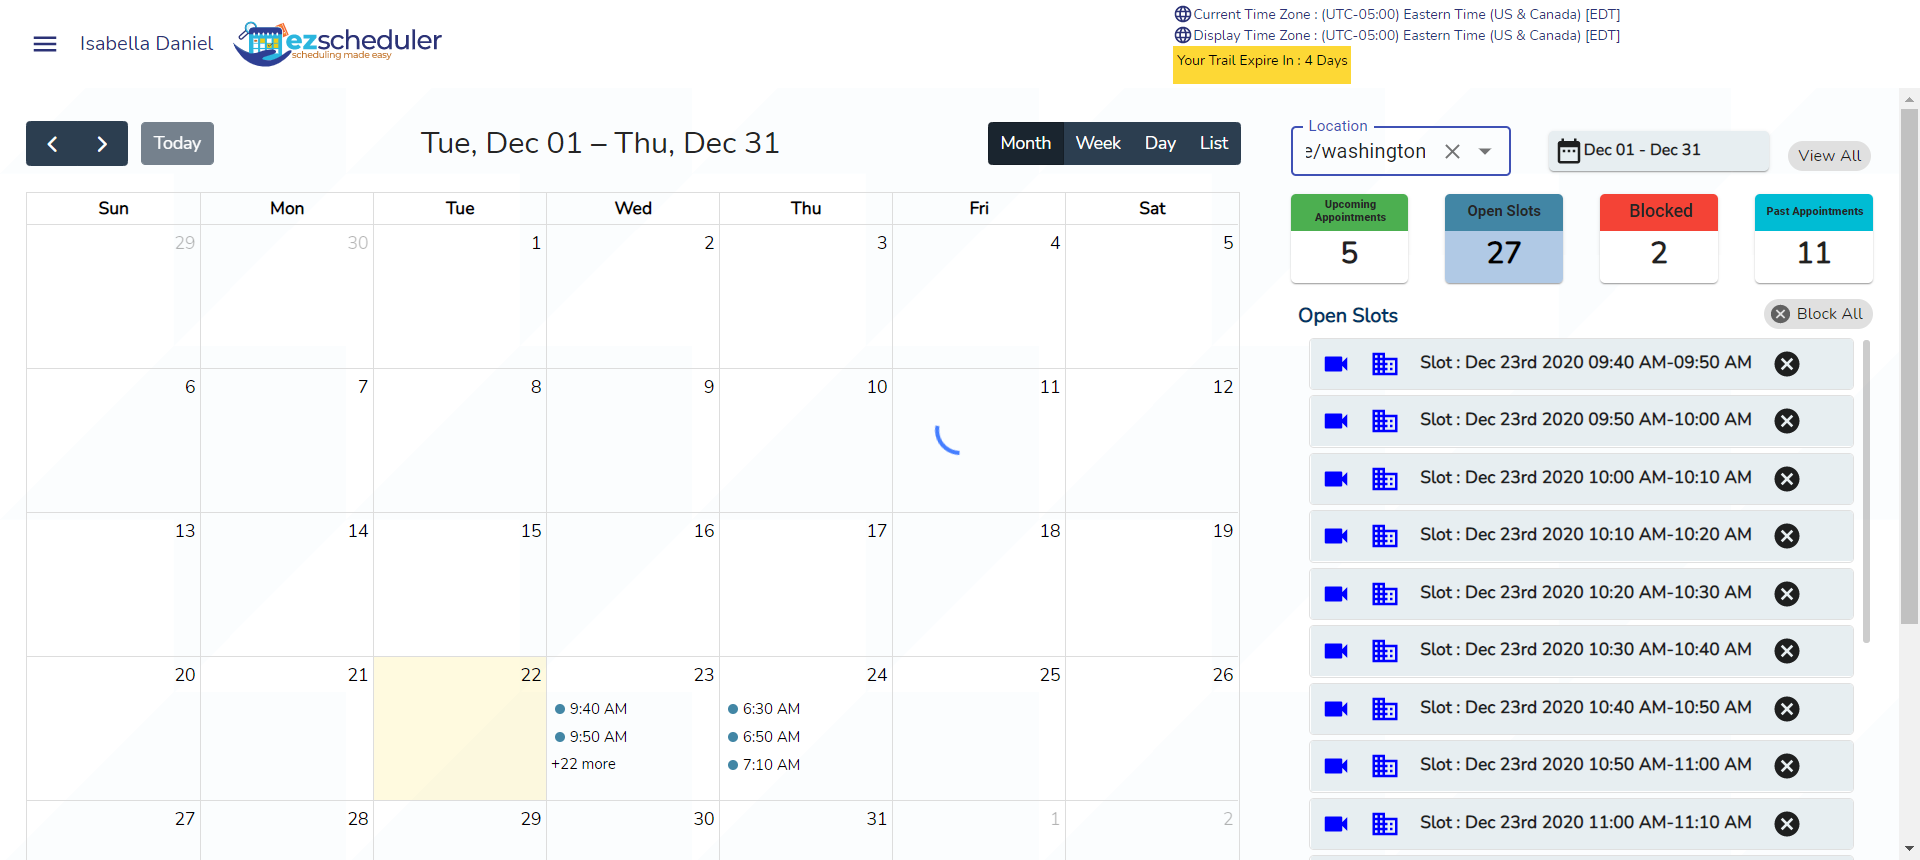 Isabella Daniel
ezscheduler
scheduling made easy
Current Time Zone : (UTC-05:00) Eastern Time (US & Canada) [EDT]
Display Time Zone : (UTC-05:00) Eastern Time (US & Canada) [EDT]
Your Trail Expire In : 4 Days
Today
Tue, Dec 01 – Thu, Dec 31
Month Week Day List
Sun Mon Tue Wed Thu Fri Sat
29 30 1 2 3 4 5
6 7 8 9 10 11 12
13 14 15 16 17 18 19
20 21 22 23 24 25 26
9:40 AM 6:30 AM
9:50 AM 6:50 AM
+22 more 7:10 AM
27 28 29 30 31 1 2
Location
e/washington
Dec 01 - Dec 31
View All
Upcoming
Appointments
5
Open Slots
27
Blocked
2
Past Appointments
11
Open Slots
Block All
Slot : Dec 23rd 2020 09:40 AM-09:50 AM
Slot : Dec 23rd 2020 09:50 AM-10:00 AM
Slot : Dec 23rd 2020 10:00 AM-10:10 AM
Slot : Dec 23rd 2020 10:10 AM-10:20 AM
Slot : Dec 23rd 2020 10:20 AM-10:30 AM
Slot : Dec 23rd 2020 10:30 AM-10:40 AM
Slot : Dec 23rd 2020 10:40 AM-10:50 AM
Slot : Dec 23rd 2020 10:50 AM-11:00 AM
Slot : Dec 23rd 2020 11:00 AM-11:10 AM